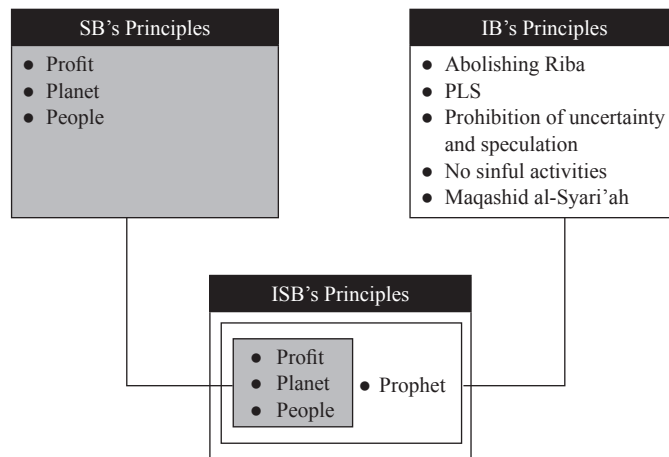 SB’s Principles
● Profit
● Planet
● People
IB’s Principles
● Abolishing Riba
● PLS
● Prohibition of uncertainty
and speculation
● No sinful activities
● Maqashid al-Syari’ah
ISB’s Principles
● Profit
● Planet
● People
● Prophet